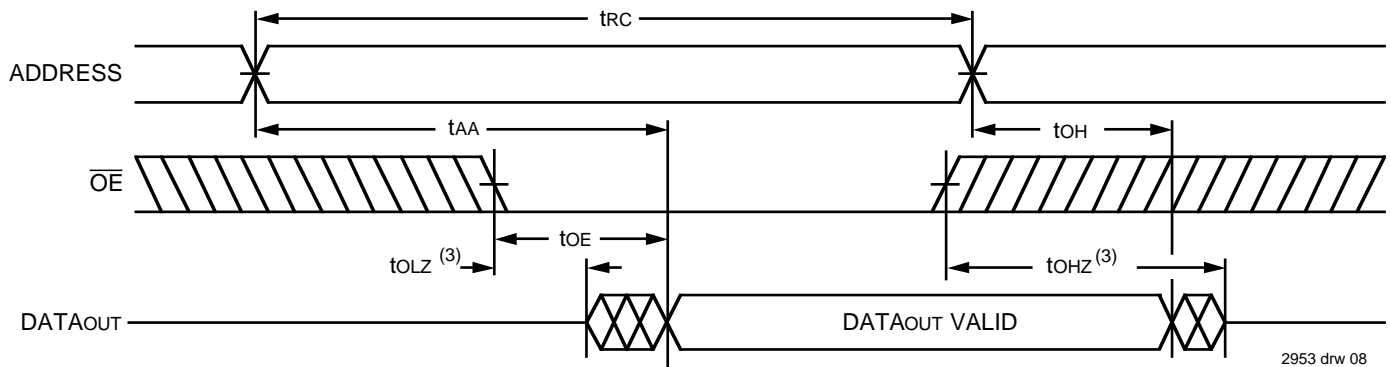 tRC
ADDRESS
tAA
tOH
OE
tOE
tOLZ (3)
tOHZ (3)
DATAOUT
DATAOUT VALID
2953 drw 08